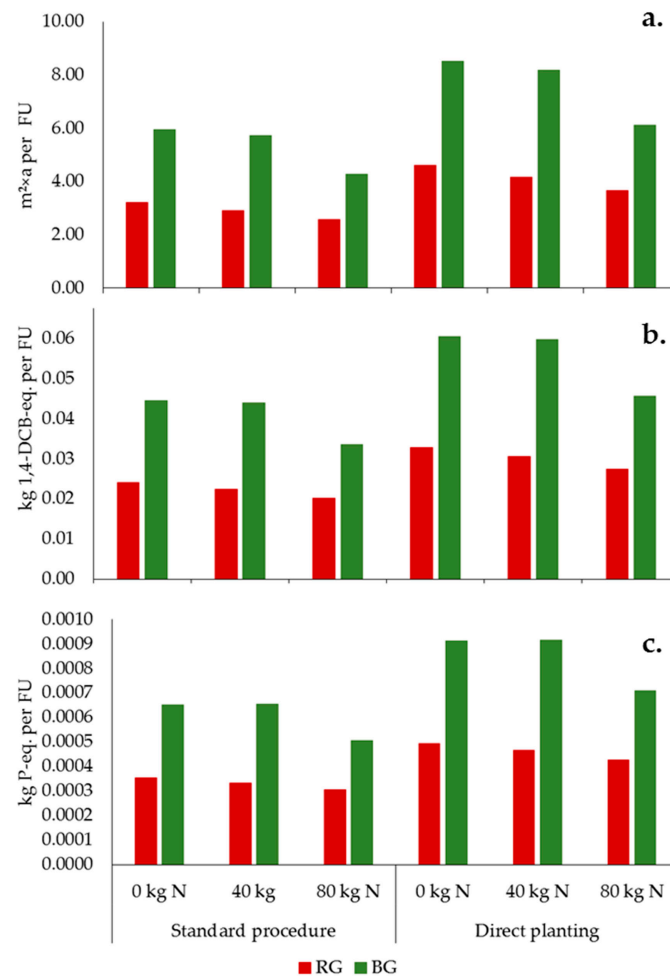 a.
10.00
8.00
6.00
4.00
2.00
0.00
m²×a per FU
b.
0.06
0.05
0.04
0.03
0.02
0.01
0.00
kg 1,4-DCB-eq. per FU
c.
0.0010
0.0009
0.0008
0.0007
0.0006
0.0005
0.0004
0.0003
0.0002
0.0001
0.0000
kg P-eq. per FU
0 kg N 40 kg 80 kg N 0 kg N 40 kg N 80 kg N
Standard procedure Direct planting
RG BG